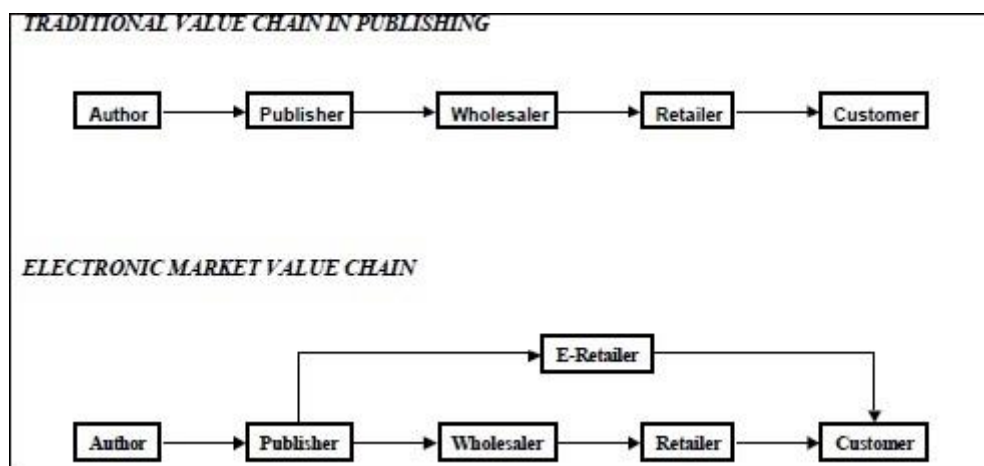 TRADITIONAL VALUE CHAIN IN PUBLISHING
Author Publisher Wholesaler Retailer Customer
ELECTRONIC MARKET VALUE CHAIN
E-Retailer
Author Publisher Wholesaler Retailer Customer